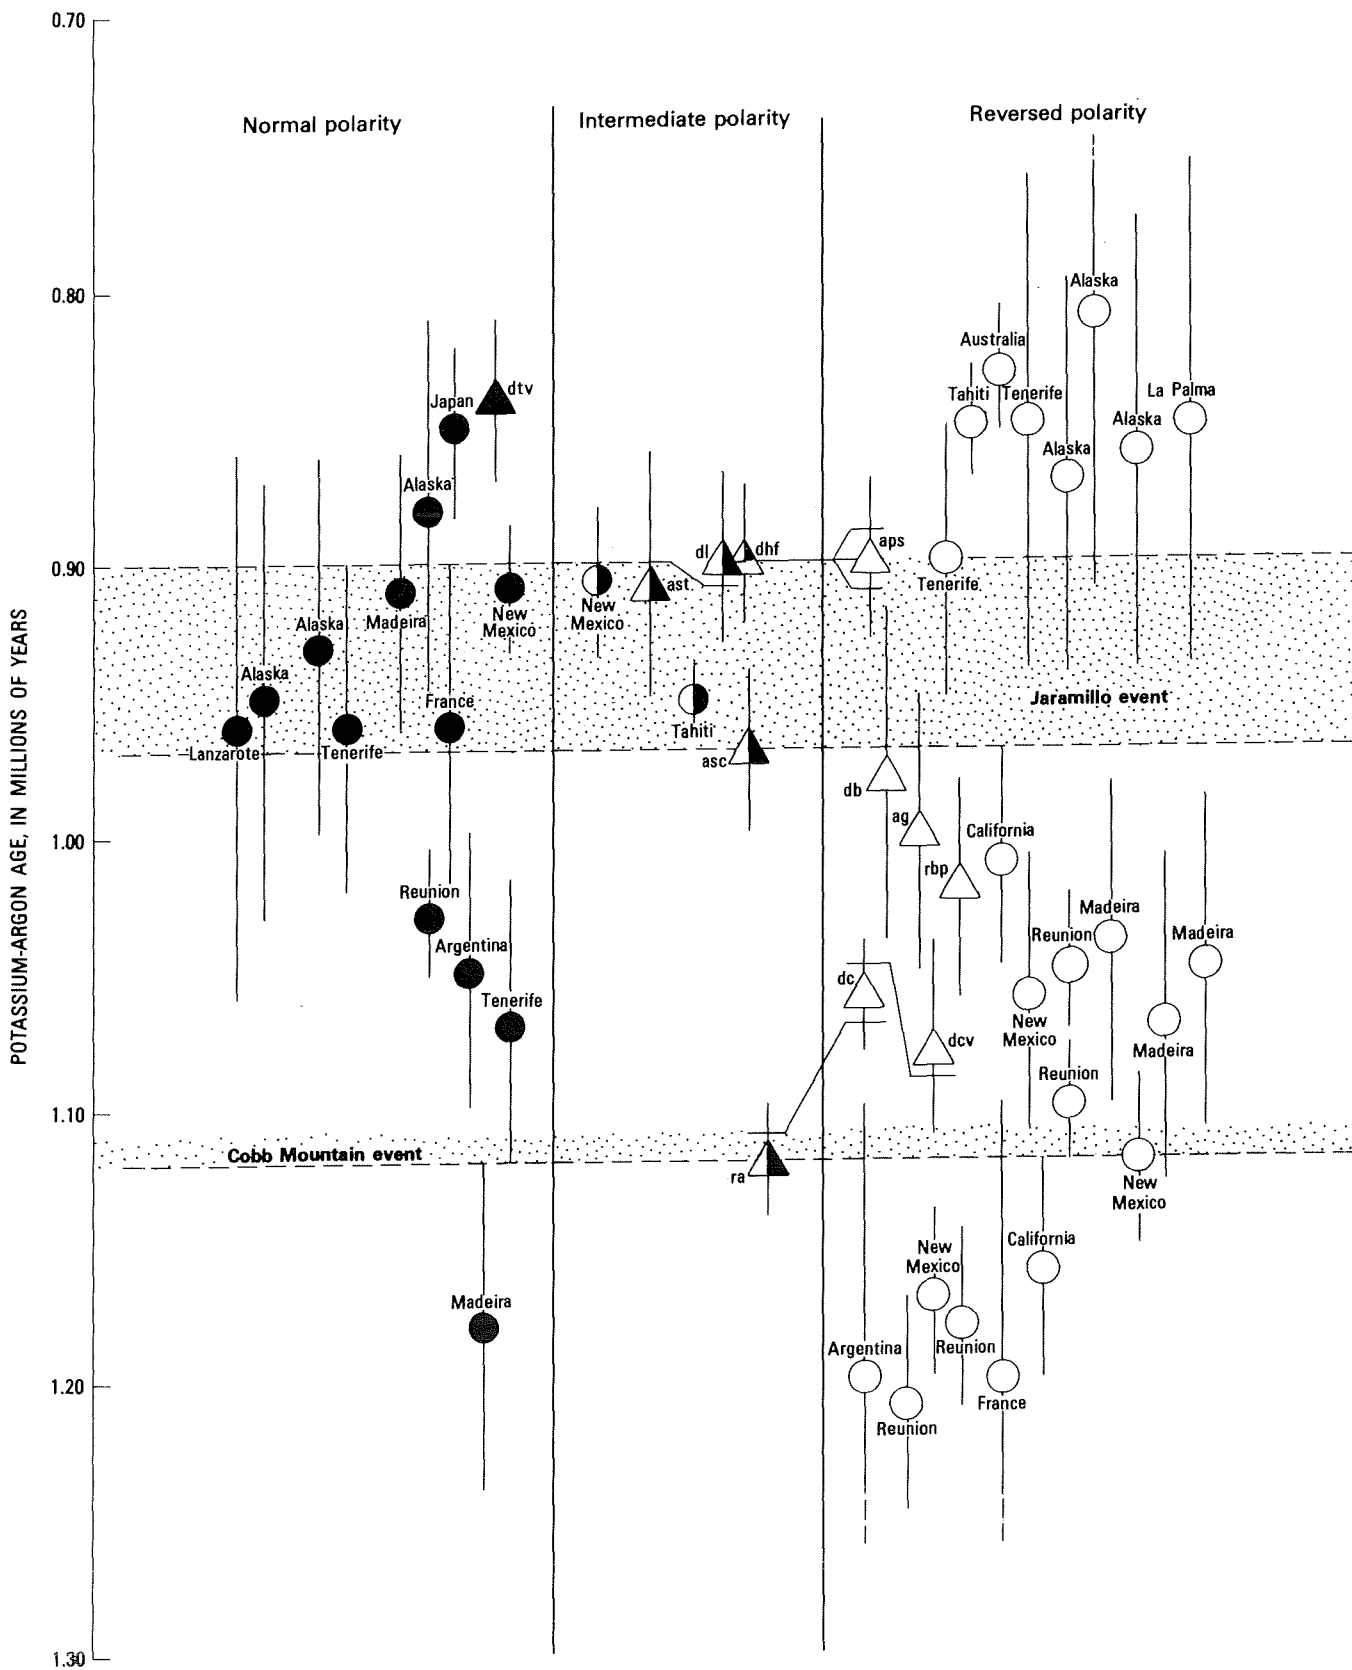 0.70
Normal polarity
Intermediate polarity
Reversed polarity
0.80
Alaska
Australia
dtv
Japan
Tahiti
Tenerife
La Palma
Alaska
Alaska
Alaska
0.90
dl
dhf
aps
ast
Tenerife
New
Mexico
New
Mexico
Madeira
Alaska
Alaska
France
Jaramillo event
Tahiti
Lanzarote
Tenerife
asc
db
ag
1.00
California
rbp
Reunion
Madeira
Argentina
Reunion
Madeira
dc
Tenerife
New
Mexico
dcv
Madeira
Reunion
1.10
Cobb Mountain event
ra
New
Mexico
California
New
Mexico
Madeira
Argentina
Reunion
1.20
France
Reunion
1.30
POTASSIUM-ARGON AGE, IN MILLIONS OF YEARS